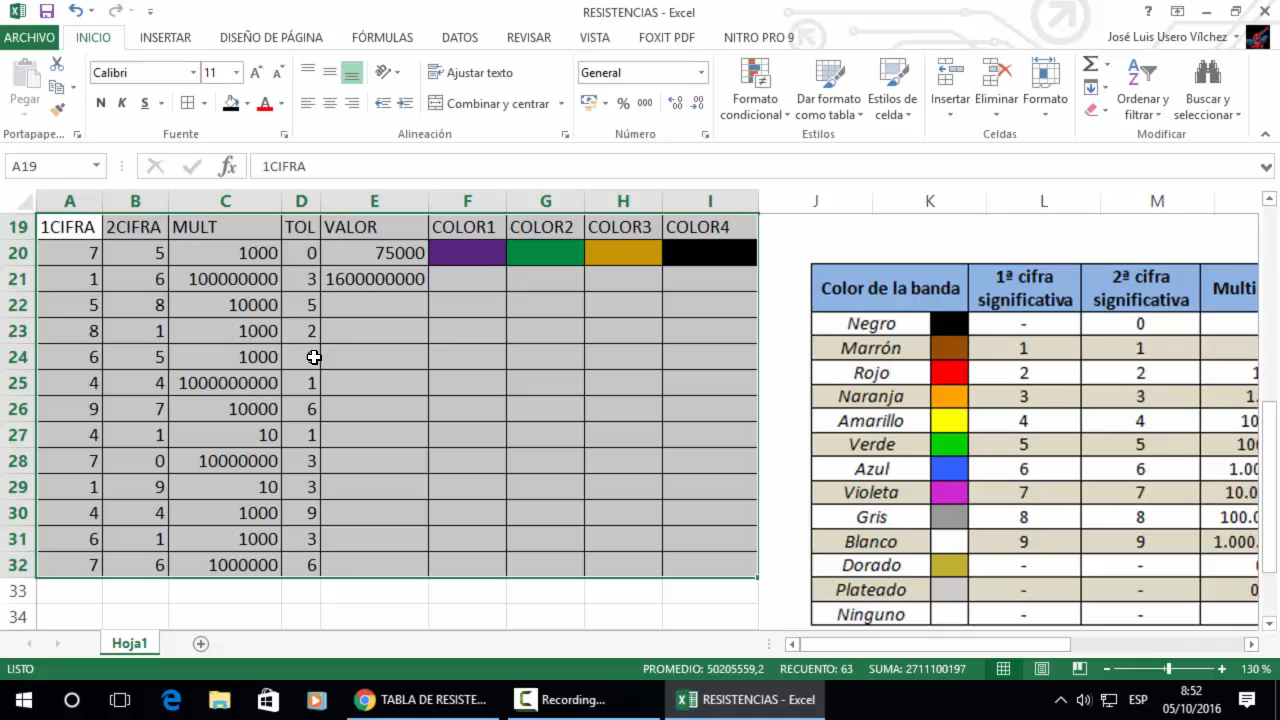 RESISTENCIAS - Excel
ARCHIVO INICIO INSERTAR DISEÑO DE PÁGINA FÓRMULAS DATOS REVISAR VISTA FOXIT PDF NITRO PRO 9 José Luis Usero Vílchez
Pegar
Calibri 11
N K S
Ajustar texto
Combinar y centrar
General
% 000
Formato condicional
Dar formato como tabla
Estilos de celda
Insertar Eliminar Formato
Ordenar y filtrar
Buscar y seleccionar
Portapape... Fuente Alineación Número Estilos Celdas Modificar
A19 fx 1CIFRA
A B C D E F G H I J K L M
19 1CIFRA 2CIFRA MULT TOL VALOR COLOR1 COLOR2 COLOR3 COLOR4
20 7 5 1000 0 75000
21 1 6 100000000 3 1600000000
22 5 8 10000 5
23 8 1 1000 2
24 6 5 1000
25 4 4 1000000000 1
26 9 7 10000 6
27 4 1 10 1
28 7 0 10000000 3
29 1 9 10 3
30 4 4 1000 9
31 6 1 1000 3
32 7 6 1000000 6
33
34
Color de la banda 1ª cifra significativa 2ª cifra significativa Multi
Negro - 0
Marrón 1 1
Rojo 2 2 1
Naranja 3 3 1.
Amarillo 4 4 10
Verde 5 5 100
Azul 6 6 1.00
Violeta 7 7 10.0
Gris 8 8 100.0
Blanco 9 9 1.000.
Dorado - -
Plateado - - 0
Ninguno - -
Hoja1
LISTO PROMEDIO: 50205559,2 RECUENTO: 63 SUMA: 2711100197 130 %
TABLA DE RESISTE... Recording... RESISTENCIAS - Excel ESP 8:52
05/10/2016